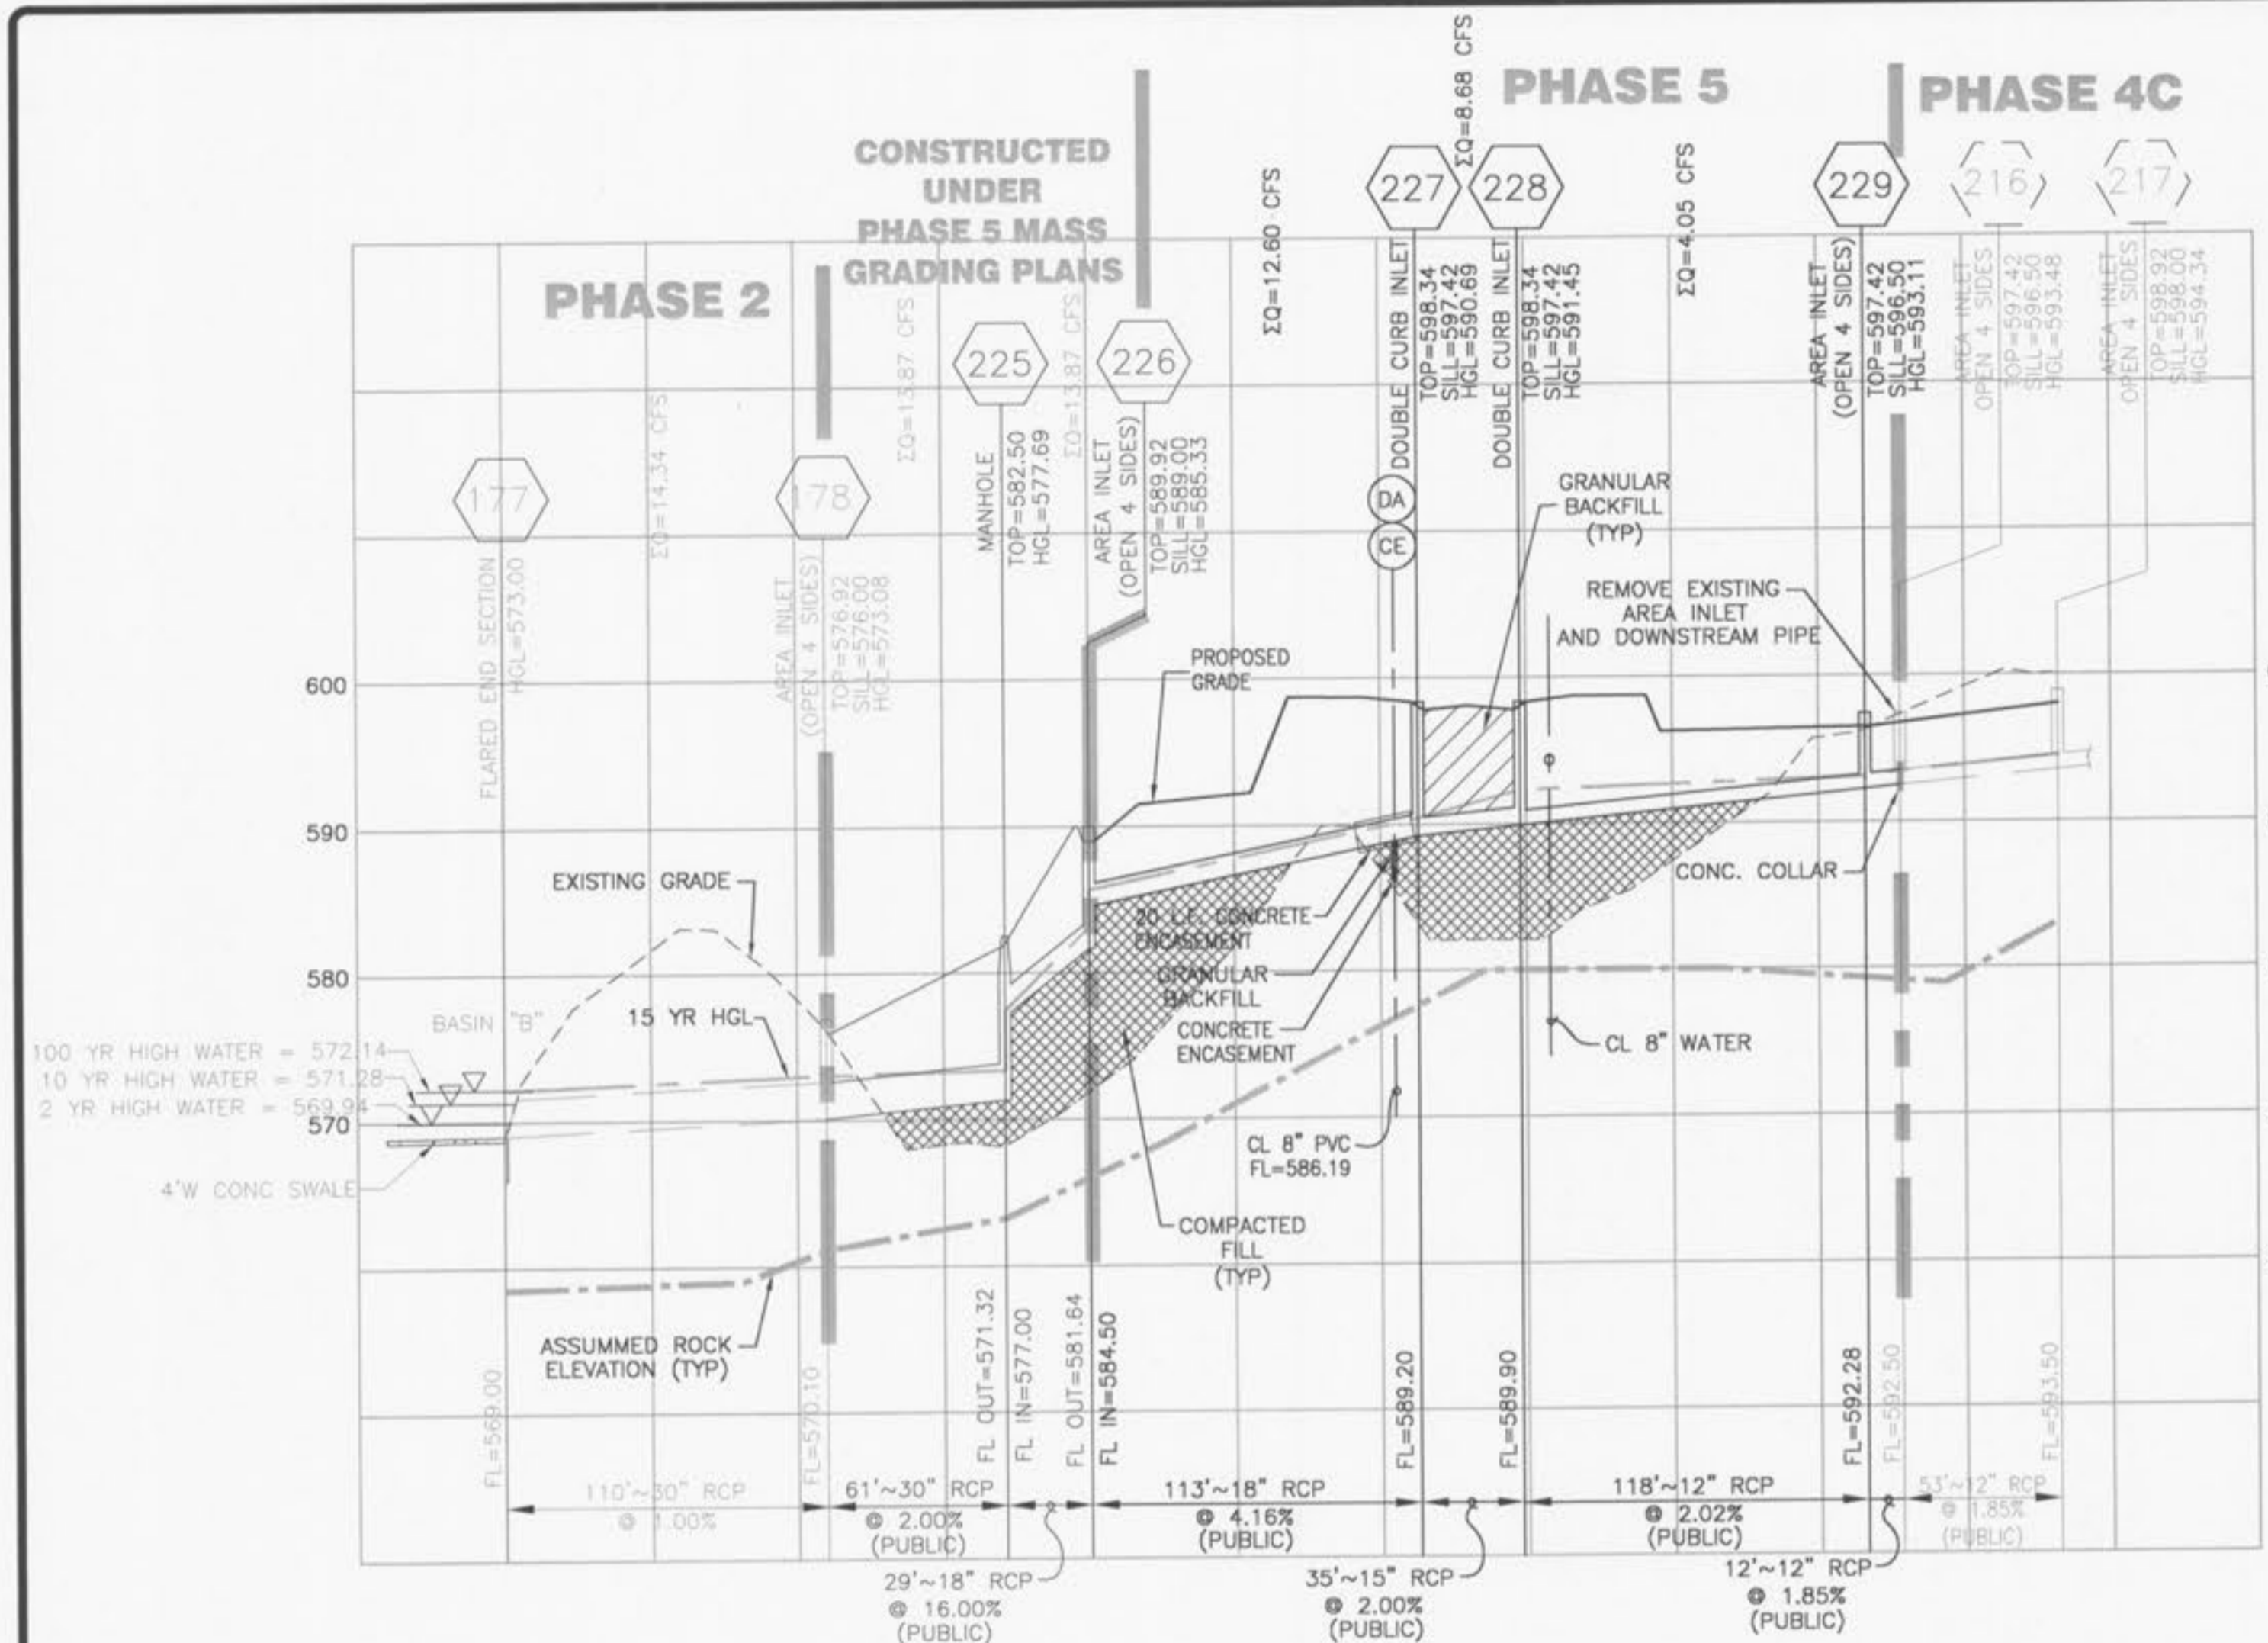 PHASE 2
CONSTRUCTED
UNDER
PHASE 5 MASS
GRADING PLANS
PHASE 5
PHASE 4C
177
FLARED END SECTION
HGL=573.00
ΣQ=14.34 CFS
178
AREA INLET
(OPEN 4 SIDES)
TOP=576.92
SILL=576.00
HGL=573.08
ΣQ=13.87 CFS
225
MANHOLE
TOP=582.50
HGL=577.69
ΣQ=13.87 CFS
226
AREA INLET
(OPEN 4 SIDES)
TOP=589.92
SILL=589.00
HGL=585.33
ΣQ=12.60 CFS
227
DOUBLE CURB INLET
TOP=598.34
SILL=597.42
HGL=590.69
DA
CE
ΣQ=8.68 CFS
228
DOUBLE CURB INLET
TOP=598.34
SILL=597.42
HGL=591.45
ΣQ=4.05 CFS
229
AREA INLET
(OPEN 4 SIDES)
TOP=597.42
SILL=596.50
HGL=593.11
216
AREA INLET
OPEN 4 SIDES
TOP=597.42
SILL=596.50
HGL=593.48
217
AREA INLET
OPEN 4 SIDES
TOP=598.92
SILL=598.00
HGL=594.34
GRANULAR
BACKFILL
(TYP)
REMOVE EXISTING
AREA INLET
AND DOWNSTREAM PIPE
PROPOSED
GRADE
600
590
580
570
EXISTING GRADE
15 YR HGL
BASIN "B"
100 YR HIGH WATER = 572.14
10 YR HIGH WATER = 571.28
2 YR HIGH WATER = 569.94
4'W CONC SWALE
20 L.F. CONCRETE
ENCASEMENT
GRANULAR
BACKFILL
CONCRETE
ENCASEMENT
CONC. COLLAR
CL 8" WATER
CL 8" PVC
FL=586.19
COMPACTED
FILL
(TYP)
ASSUMMED ROCK
ELEVATION (TYP)
FL=569.00
FL=570.10
FL OUT=571.32
FL IN=577.00
FL OUT=581.64
FL IN=584.50
FL=589.20
FL=589.90
FL=592.28
FL=592.50
FL=593.50
110'~30" RCP
@ 1.00%
61'~30" RCP
@ 2.00%
(PUBLIC)
29'~18" RCP
@ 16.00%
(PUBLIC)
113'~18" RCP
@ 4.16%
(PUBLIC)
35'~15" RCP
@ 2.00%
(PUBLIC)
118'~12" RCP
@ 2.02%
(PUBLIC)
12'~12" RCP
@ 1.85%
(PUBLIC)
53'~12" RCP
@ 1.85%
(PUBLIC)